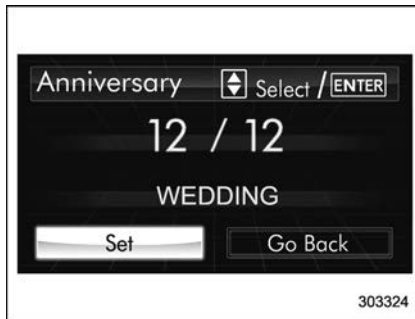 Anniversary Select / ENTER
12 / 12
WEDDING
Set Go Back
303324